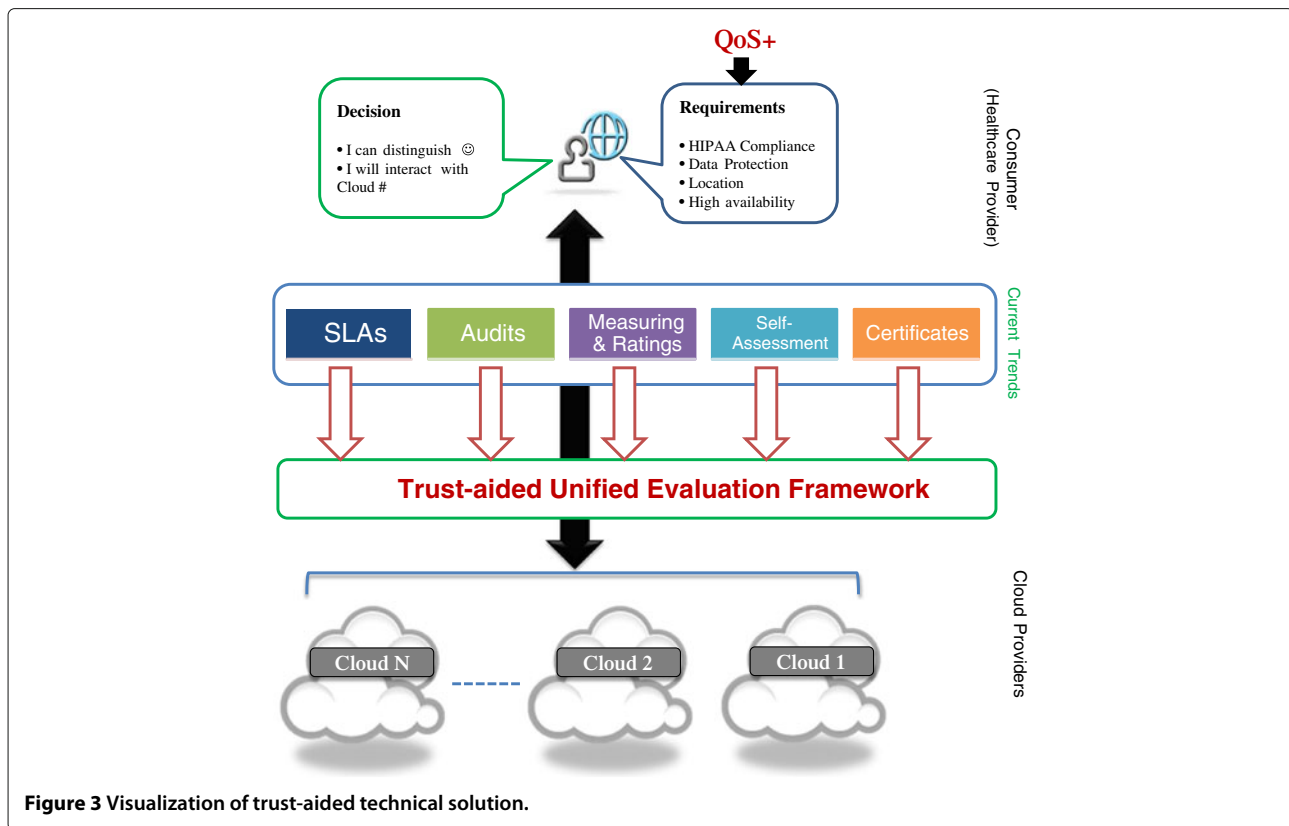 QoS+
Decision
• I can distinguish ☺
• I will interact with
Cloud #
Requirements
• HIPAA Compliance
• Data Protection
• Location
• High availability
Consumer
(Healthcare Provider)
SLAs
Audits
Measuring
& Ratings
Self-
Assessment
Certificates
Current Trends
Trust-aided Unified Evaluation Framework
Cloud N
Cloud 2
Cloud 1
Cloud Providers
Figure 3 Visualization of trust-aided technical solution.